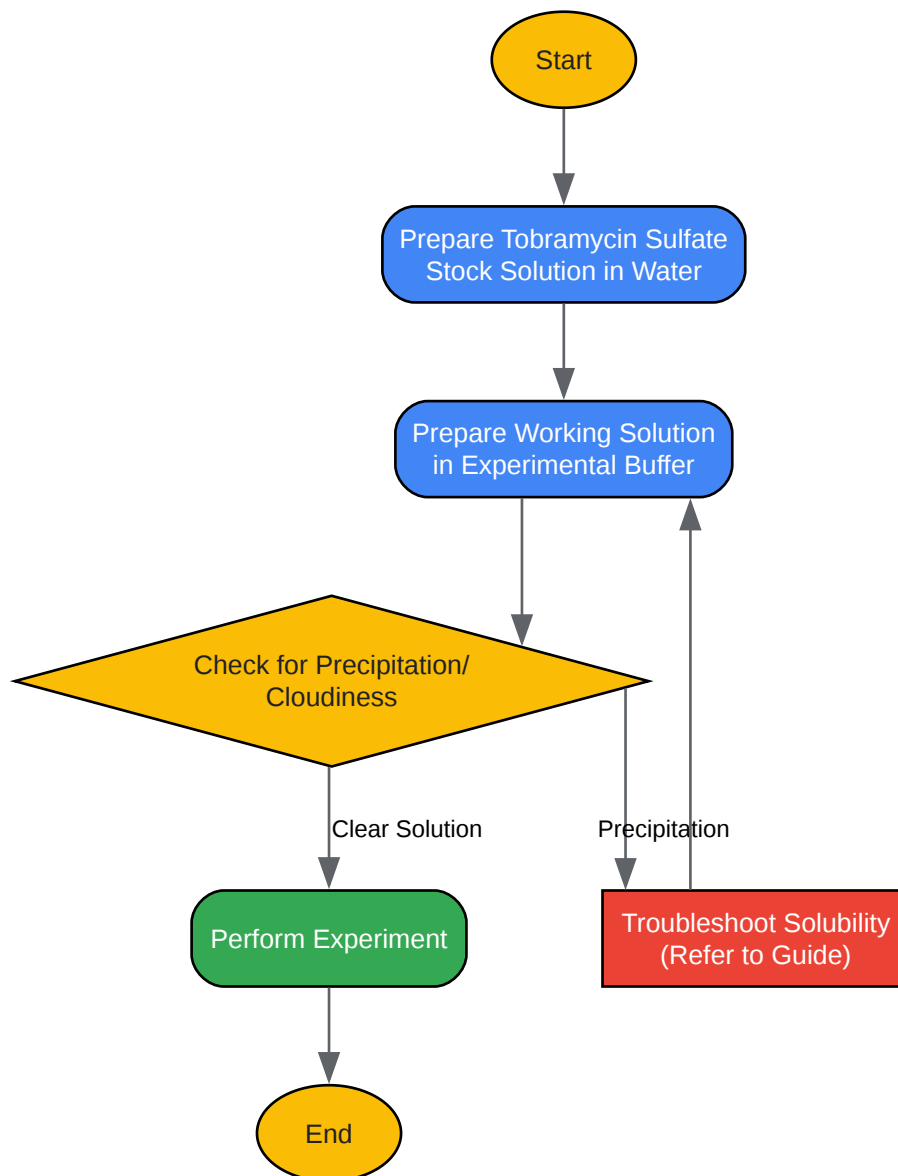 Start
Prepare Tobramycin Sulfate
Stock Solution in Water
Prepare Working Solution
in Experimental Buffer
Check for Precipitation/
Cloudiness
Clear Solution
Precipitation
Perform Experiment
Troubleshoot Solubility
(Refer to Guide)
End